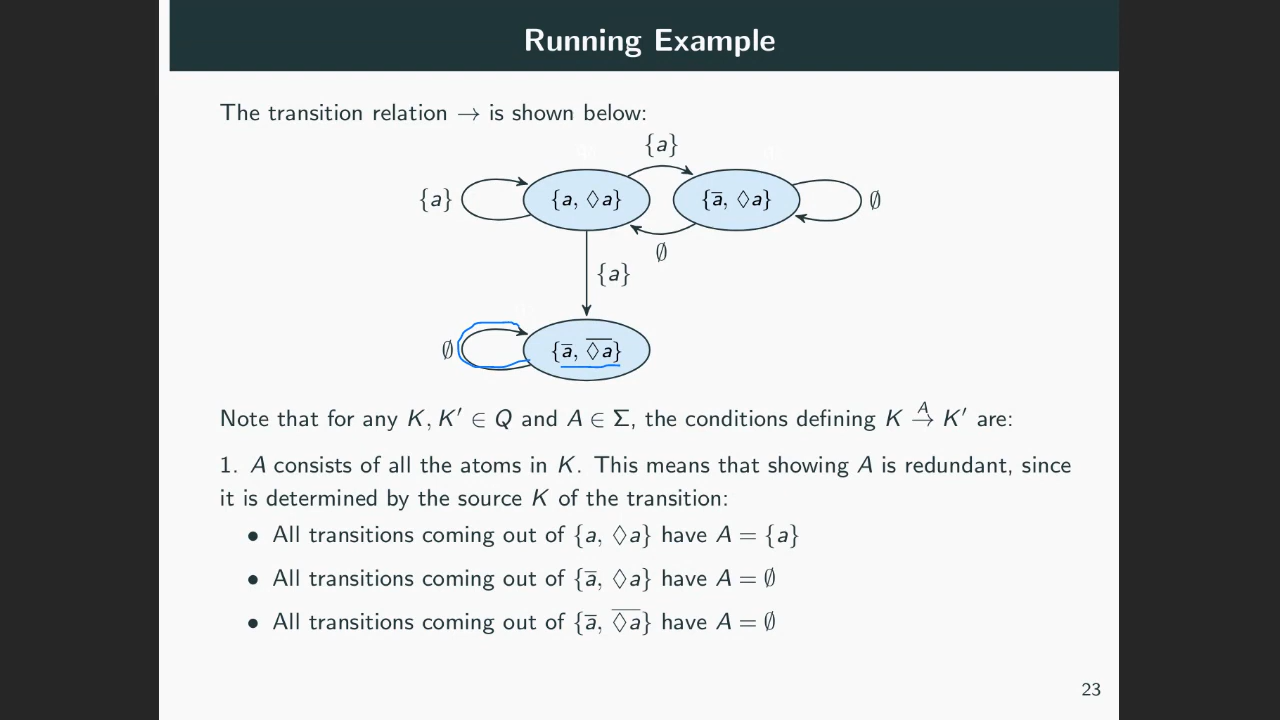 Running Example
The transition relation → is shown below:
{a}
{a} {a, ◇a} {a̅, ◇a} ∅
∅
{a}
∅ {a̅, ◇̅a̅}
Note that for any K, K′ ∈ Q and A ∈ Σ, the conditions defining K →ᴬ K′ are:
1. A consists of all the atoms in K. This means that showing A is redundant, since
it is determined by the source K of the transition:
• All transitions coming out of {a, ◇a} have A = {a}
• All transitions coming out of {a̅, ◇a} have A = ∅
• All transitions coming out of {a̅, ◇̅a̅} have A = ∅
23